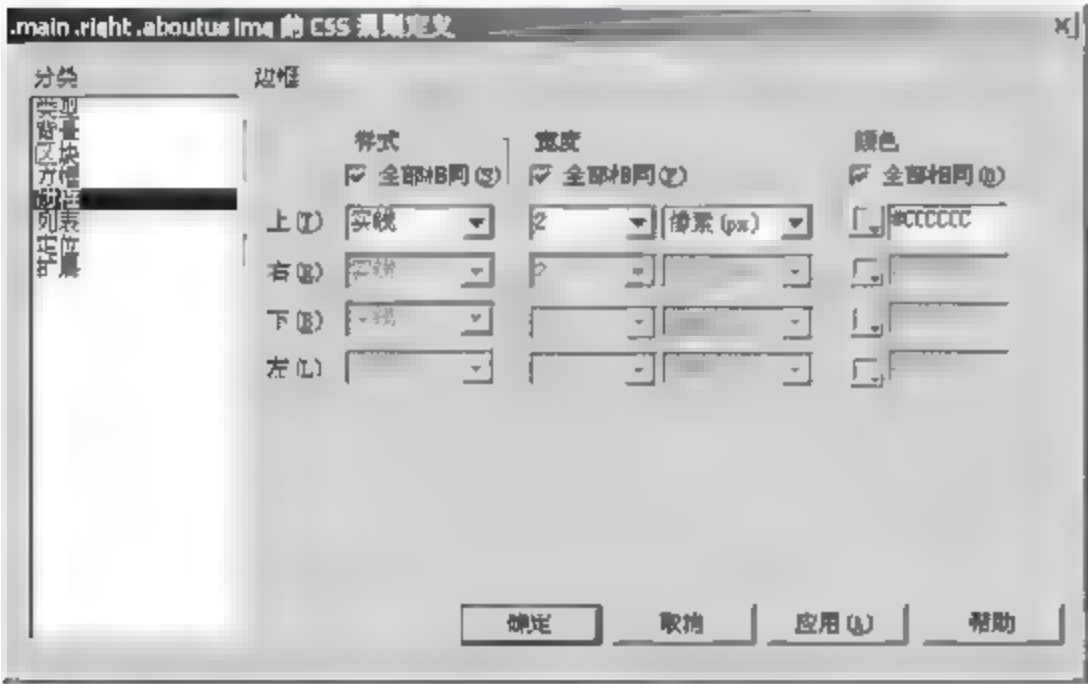 .main .right .aboutus img 的 CSS 规则定义
分类
边框
类型
背景
区块
方框
边框
列表
定位
扩展
样式 宽度 颜色
全部相同(S) 全部相同(F) 全部相同(O)
上(T) 实线 2 像素(px) #CCCCCC
右(R) 实线 2
下(B)
左(L)
确定 取消 应用(A) 帮助